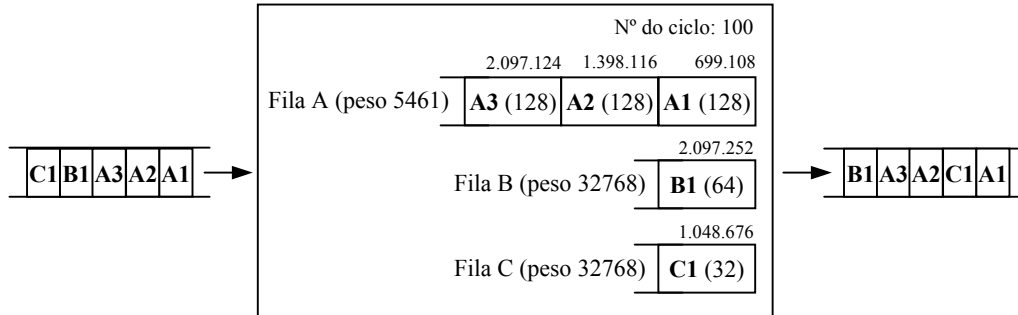 Nº do ciclo: 100
2.097.124 1.398.116 699.108
Fila A (peso 5461) A3 (128) A2 (128) A1 (128)
2.097.252
C1 B1 A3 A2 A1
Fila B (peso 32768) B1 (64)
B1 A3 A2 C1 A1
1.048.676
Fila C (peso 32768) C1 (32)